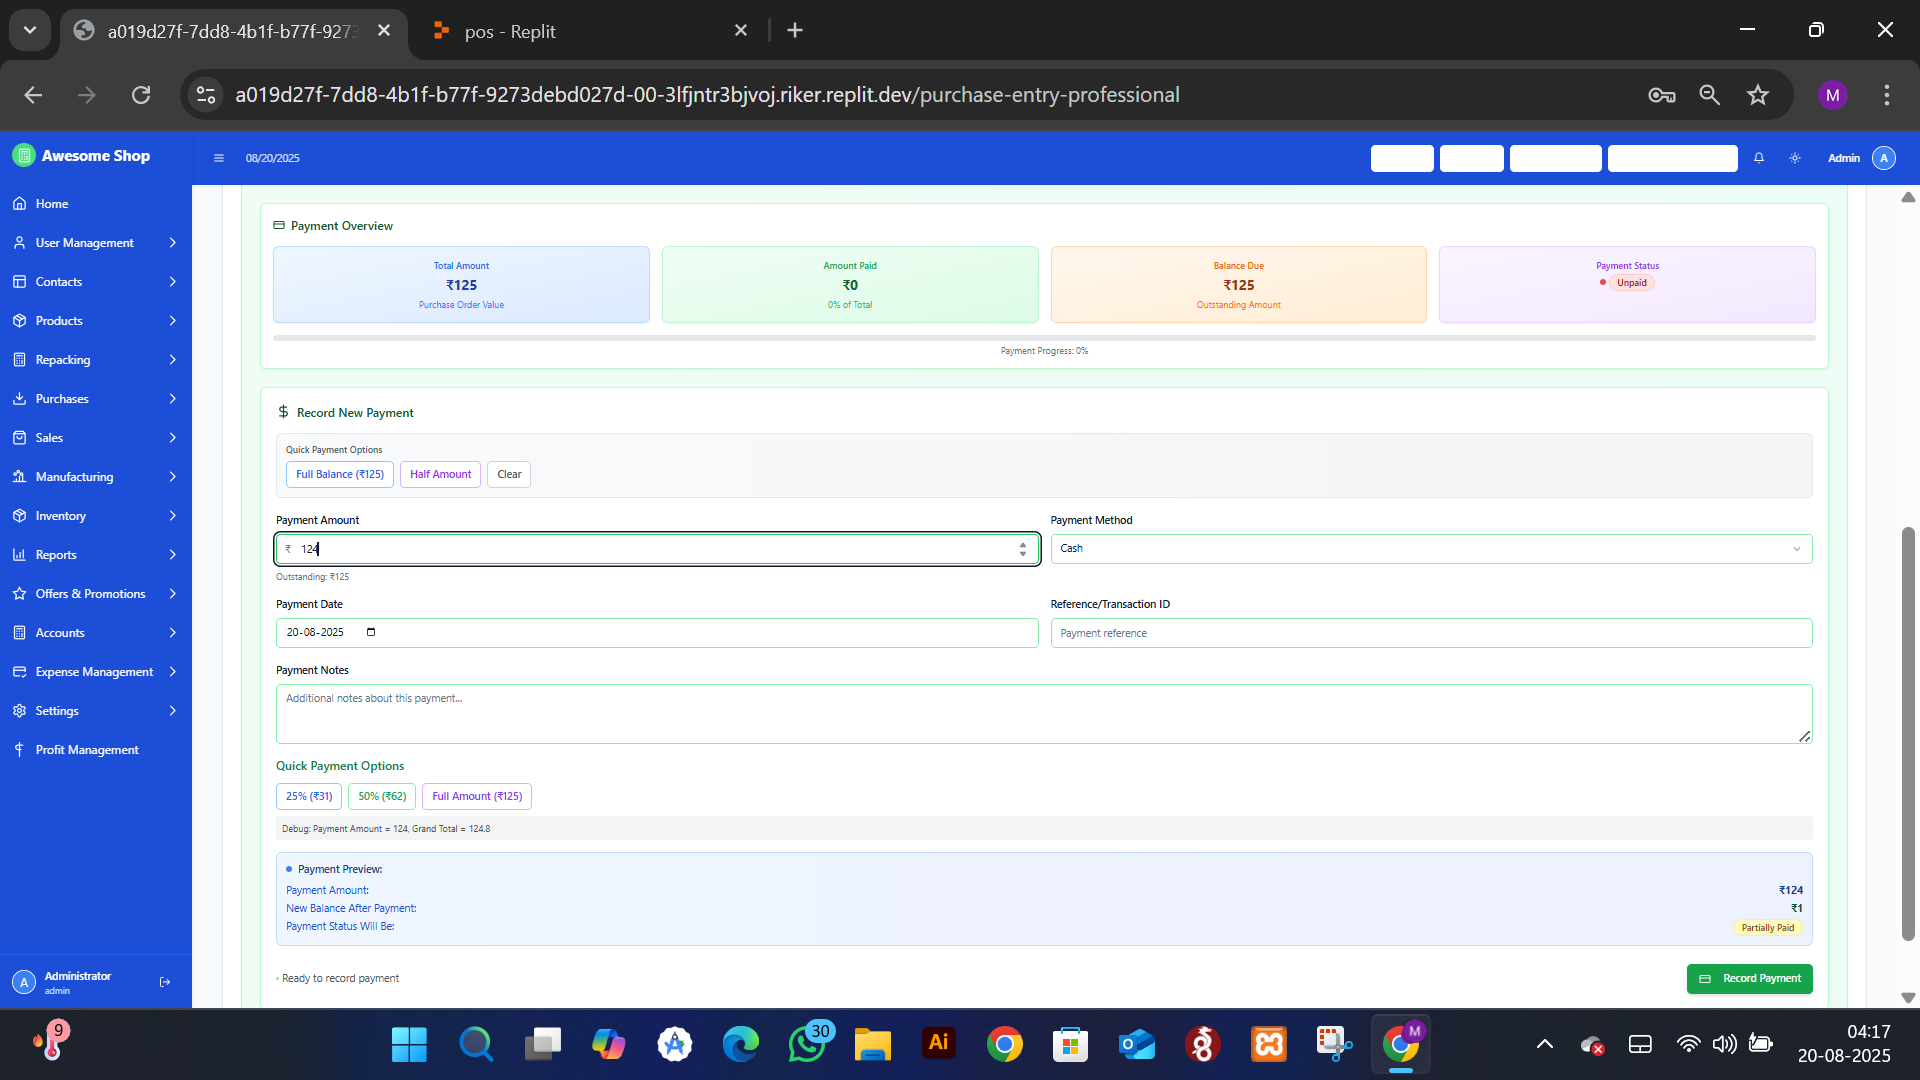 a019d27f-7dd8-4b1f-b77f-9273
pos - Replit
a019d27f-7dd8-4b1f-b77f-9273debd027d-00-3lfjntr3bjvoj.riker.replit.dev/purchase-entry-professional
M
Awesome Shop
08/20/2025
Admin
A
Home
User Management
Contacts
Products
Repacking
Purchases
Sales
Manufacturing
Inventory
Reports
Offers & Promotions
Accounts
Expense Management
Settings
Profit Management
A
Administrator
admin
Payment Overview
Total Amount
₹125
Purchase Order Value
Amount Paid
₹0
0% of Total
Balance Due
₹125
Outstanding Amount
Payment Status
Unpaid
Payment Progress: 0%
$ Record New Payment
Quick Payment Options
Full Balance (₹125)
Half Amount
Clear
Payment Amount
₹ 124
Outstanding: ₹125
Payment Method
Cash
Payment Date
20-08-2025
Reference/Transaction ID
Payment reference
Payment Notes
Additional notes about this payment...
Quick Payment Options
25% (₹31)
50% (₹62)
Full Amount (₹125)
Debug: Payment Amount = 124, Grand Total = 124.8
Payment Preview:
Payment Amount: ₹124
New Balance After Payment: ₹1
Payment Status Will Be: Partially Paid
• Ready to record payment
Record Payment
9
30
Ai
M
04:17
20-08-2025